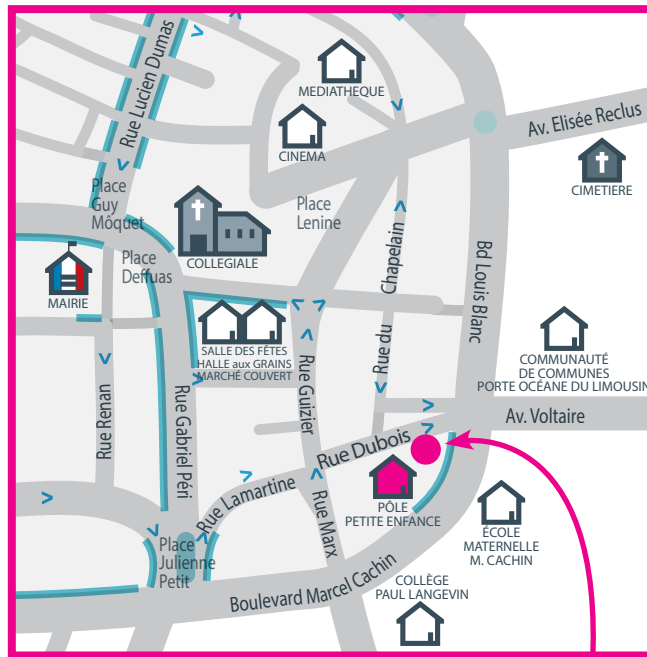 Rue Lucien Dumas
MEDIATHEQUE
CINEMA
Av. Elisée Reclus
CIMETIERE
Place
Guy
Môquet
Place
Lenine
COLLEGIALE
Place
Deffuas
MAIRIE
Rue du Chapelain
Bd Louis Blanc
SALLE DES FÊTES
HALLE aux GRAINS
MARCHÉ COUVERT
COMMUNAUTÉ
DE COMMUNES
PORTE OCÉANE DU LIMOUSIN
Rue Renan
Rue Gabriel Péri
Rue Guizier
Av. Voltaire
Rue Dubois
Rue Lamartine
Rue Marx
PÔLE
PETITE ENFANCE
ÉCOLE
MATERNELLE
M. CACHIN
Place
Julienne
Petit
Boulevard Marcel Cachin
COLLÈGE
PAUL LANGEVIN